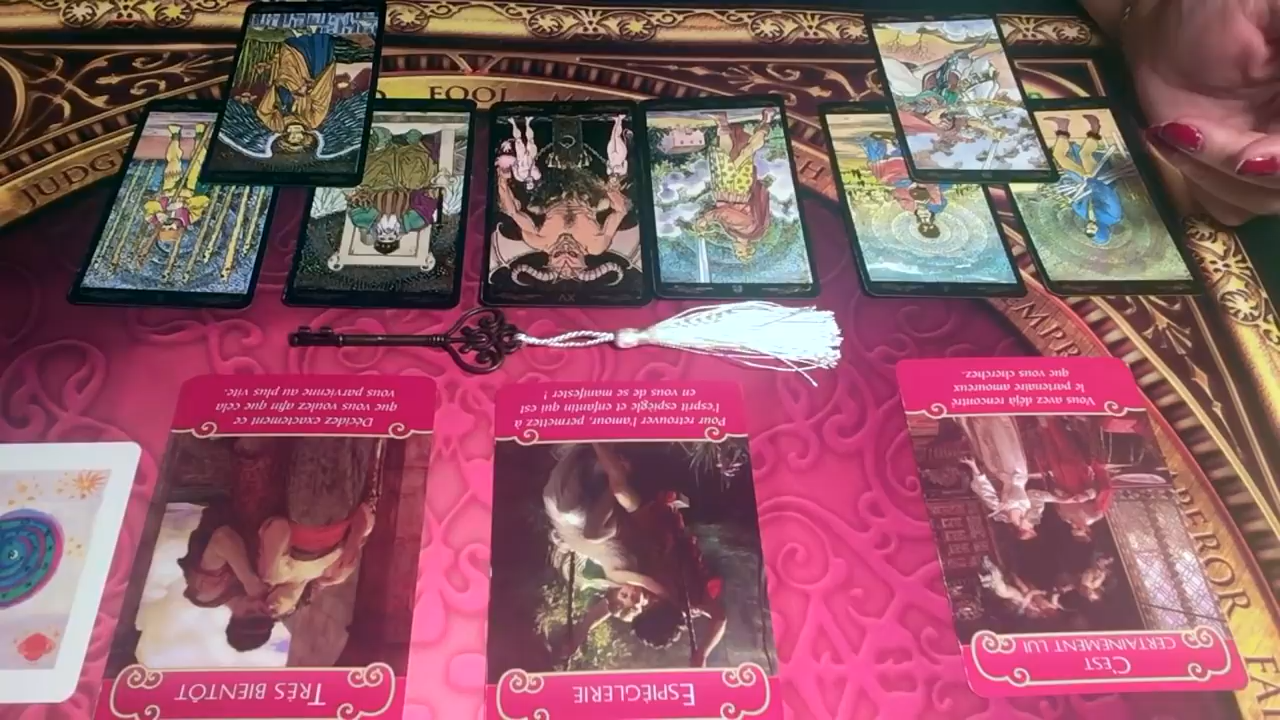 FOOL
JUDG
EMPR
PEROR
XV
Décidez exactement ce
que vous voulez afin que cela
vous parvienne au plus vite.
TRÈS BIENTÔT
Pour retrouver l'amour, permettez à
l'esprit espiègle et enfantin qui est
en vous de se manifester !
ESPIÈGLERIE
Vous avez déjà rencontré
le partenaire amoureux
que vous cherchez.
C'EST
CERTAINEMENT LUI